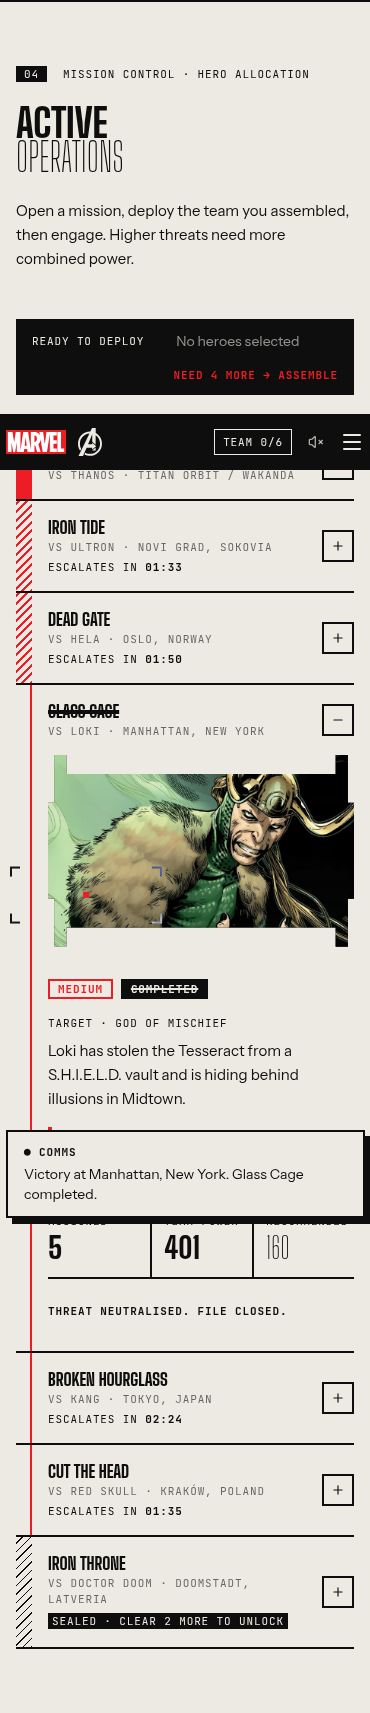 04 MISSION CONTROL · HERO ALLOCATION
ACTIVE
OPERATIONS
Open a mission, deploy the team you assembled,
then engage. Higher threats need more
combined power.
READY TO DEPLOY No heroes selected
NEED 4 MORE → ASSEMBLE
MARVEL A TEAM 0/6
VS THANOS · TITAN ORBIT / WAKANDA
IRON TIDE
VS ULTRON · NOVI GRAD, SOKOVIA
ESCALATES IN 01:33
DEAD GATE
VS HELA · OSLO, NORWAY
ESCALATES IN 01:50
GLASS CAGE
VS LOKI · MANHATTAN, NEW YORK
MEDIUM COMPLETED
TARGET · GOD OF MISCHIEF
Loki has stolen the Tesseract from a
S.H.I.E.L.D. vault and is hiding behind
illusions in Midtown.
COMMS
Victory at Manhattan, New York. Glass Cage
completed.
5 401 160
THREAT NEUTRALISED. FILE CLOSED.
BROKEN HOURGLASS
VS KANG · TOKYO, JAPAN
ESCALATES IN 02:24
CUT THE HEAD
VS RED SKULL · KRAKÓW, POLAND
ESCALATES IN 01:35
IRON THRONE
VS DOCTOR DOOM · DOOMSTADT,
LATVERIA
SEALED · CLEAR 2 MORE TO UNLOCK